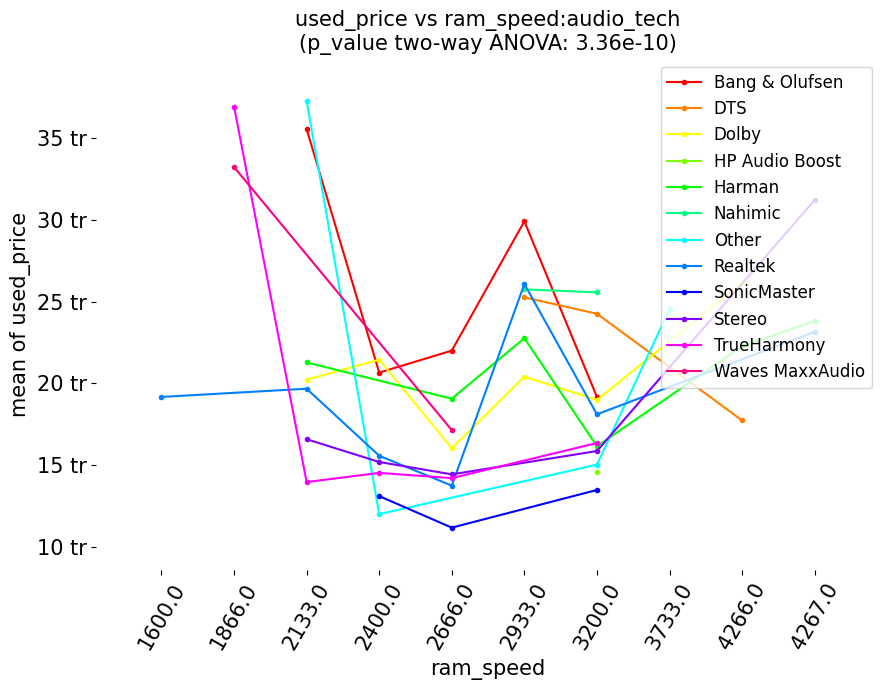 used_price vs ram_speed:audio_tech
(p_value two-way ANOVA: 3.36e-10)
Bang & Olufsen
DTS
Dolby
HP Audio Boost
Harman
Nahimic
Other
Realtek
SonicMaster
Stereo
TrueHarmony
Waves MaxxAudio
mean of used_price
35 tr
30 tr
25 tr
20 tr
15 tr
10 tr
1600.0
1866.0
2133.0
2400.0
2666.0
2933.0
3200.0
3733.0
4266.0
4267.0
ram_speed